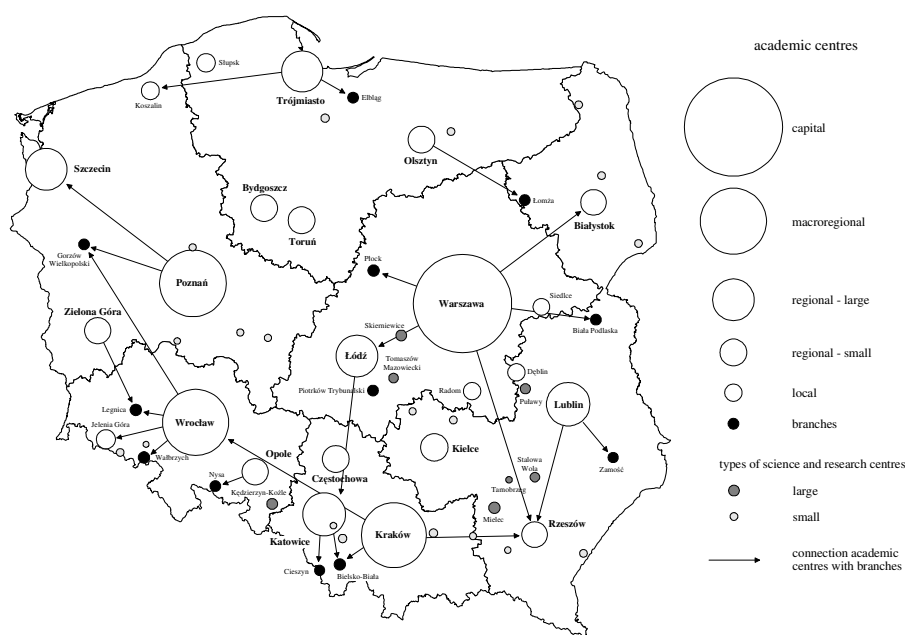 academic centres
capital
macroregional
regional - large
regional - small
local
branches
types of science and research centres
large
small
connection academic
centres with branches
Słupsk
Koszalin
Trójmiasto
Elbląg
Szczecin
Olsztyn
Bydgoszcz
Toruń
Łomża
Białystok
Gorzów
Wielkopolski
Poznań
Płock
Warszawa
Siedlce
Biała Podlaska
Zielona Góra
Skierniewice
Łódź
Tomaszów
Mazowiecki
Piotrków Trybunalski
Radom
Dęblin
Puławy
Lublin
Legnica
Jelenia Góra
Wrocław
Wałbrzych
Opole
Nysa
Kędzierzyn-Koźle
Częstochowa
Kielce
Stalowa
Wola
Tarnobrzeg
Zamość
Mielec
Rzeszów
Katowice
Kraków
Cieszyn
Bielsko-Biała